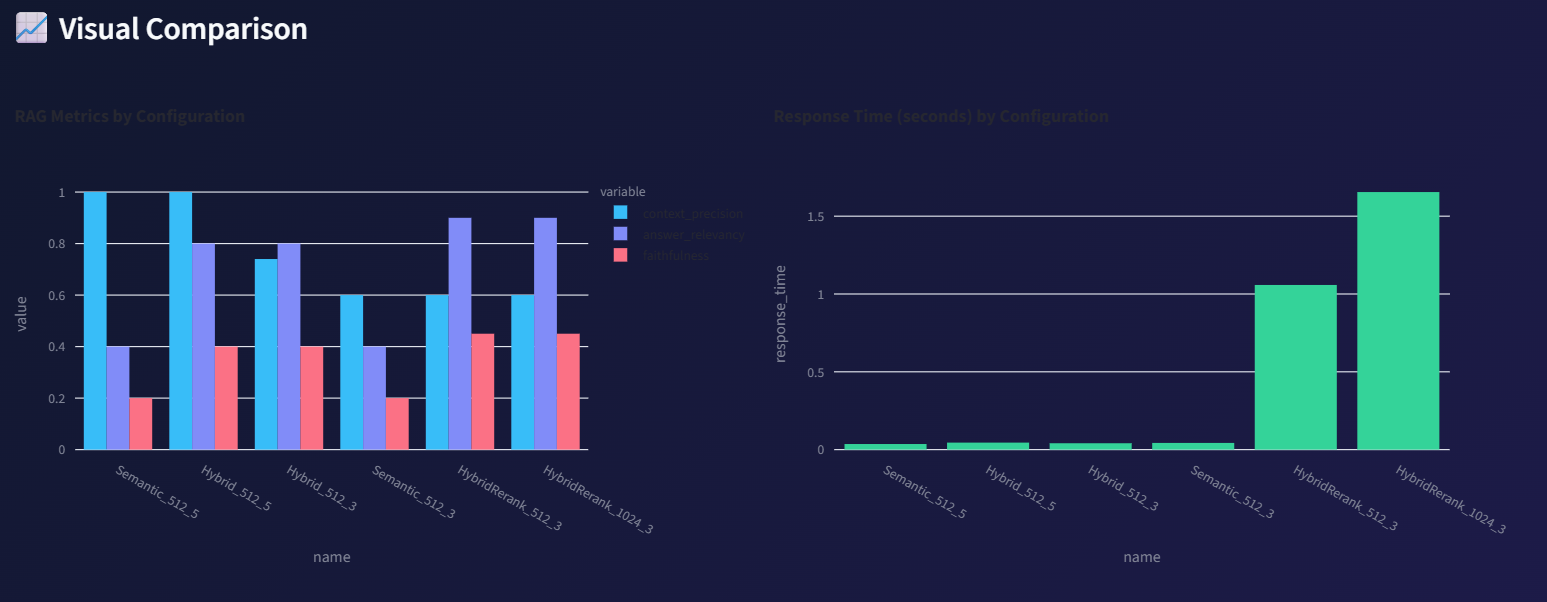 Visual Comparison
RAG Metrics by Configuration
1
0.8
0.6
0.4
0.2
0
value
Semantic_512_5
Hybrid_512_5
Hybrid_512_3
Semantic_512_3
HybridRerank_512_3
HybridRerank_1024_3
name
variable
context_precision
answer_relevancy
faithfulness
Response Time (seconds) by Configuration
1.5
1
0.5
0
response_time
Semantic_512_5
Hybrid_512_5
Hybrid_512_3
Semantic_512_3
HybridRerank_512_3
HybridRerank_1024_3
name